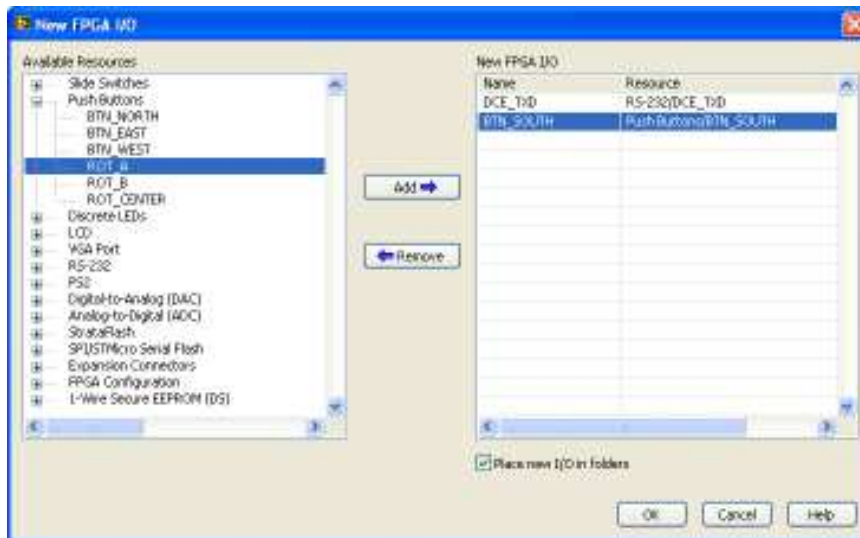 New FPGA I/O
Available Resources
Slide Switches
Push Buttons
BTN_NORTH
BTN_EAST
BTN_WEST
ROT_A
ROT_B
ROT_CENTER
Discrete LEDs
LCD
VGA Port
RS-232
PS2
Digital-to-Analog (DAC)
Analog-to-Digital (ADC)
StrataFlash
SPI/STMicro Serial Flash
Expansion Connectors
FPGA Configuration
1-Wire Secure EEPROM (DS)
Add
Remove
New FPGA I/O
Name Resource
DCE_TXD RS-232/DCE_TXD
BTN_SOUTH Push Buttons/BTN_SOUTH
Place new I/O in folders
OK Cancel Help